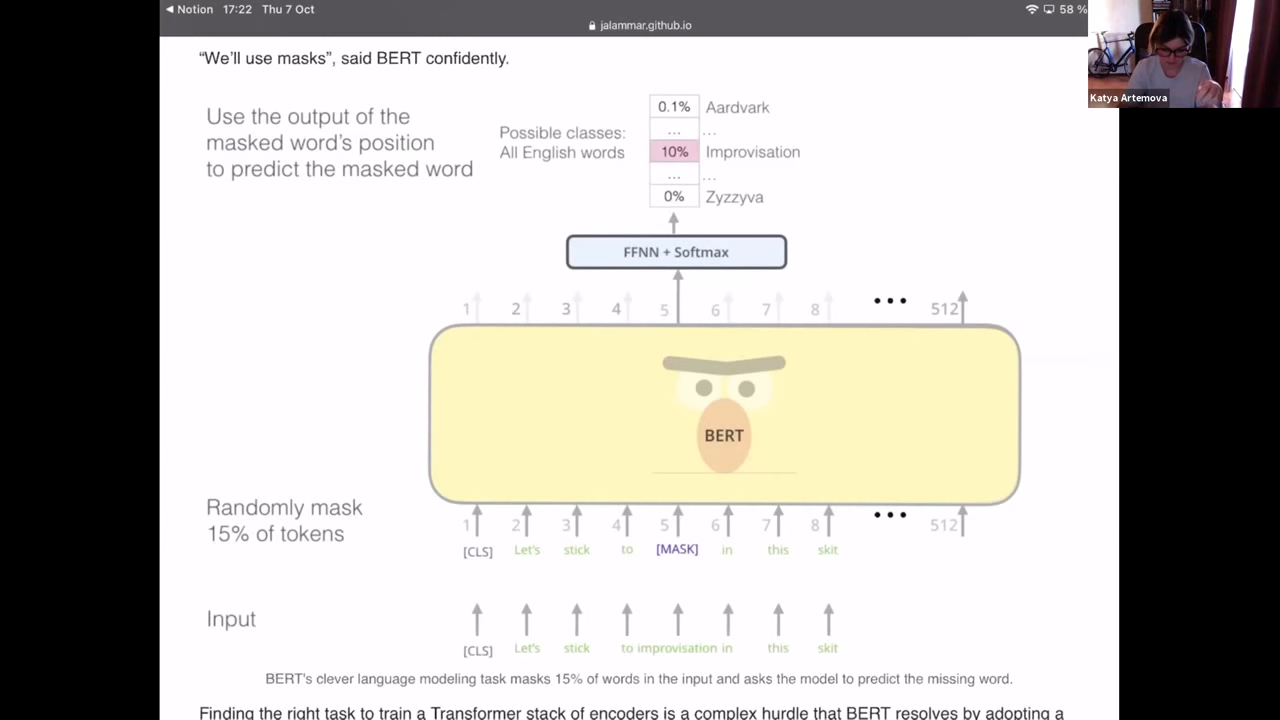 Notion 17:22 Thu 7 Oct
58 %
jalammar.github.io
Katya Artemova
“We’ll use masks”, said BERT confidently.
Use the output of the
masked word’s position
to predict the masked word
Possible classes:
All English words
0.1% Aardvark
... ...
10% Improvisation
... ...
0% Zyzzyva
FFNN + Softmax
1 2 3 4 5 6 7 8 ••• 512
BERT
Randomly mask
15% of tokens
1 2 3 4 5 6 7 8 ••• 512
[CLS] Let's stick to [MASK] in this skit
Input
[CLS] Let's stick to improvisation in this skit
BERT's clever language modeling task masks 15% of words in the input and asks the model to predict the missing word.
Finding the right task to train a Transformer stack of encoders is a complex hurdle that BERT resolves by adopting a